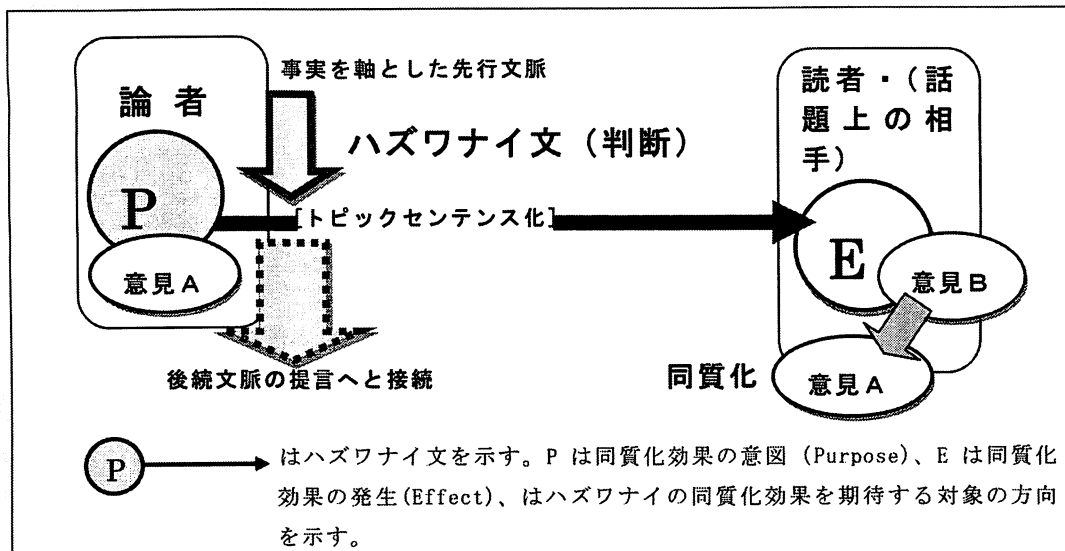 事実を軸とした先行文脈
論者
ハズワナイ文（判断）
読者・（話
題上の相
手）
P
[トピックセンテンス化]
E
意見A
意見B
後続文脈の提言へと接続
同質化
意見A
P
はハズワナイ文を示す。P は同質化効果の意図 (Purpose)、E は同質化
効果の発生(Effect)、はハズワナイの同質化効果を期待する対象の方向
を示す。